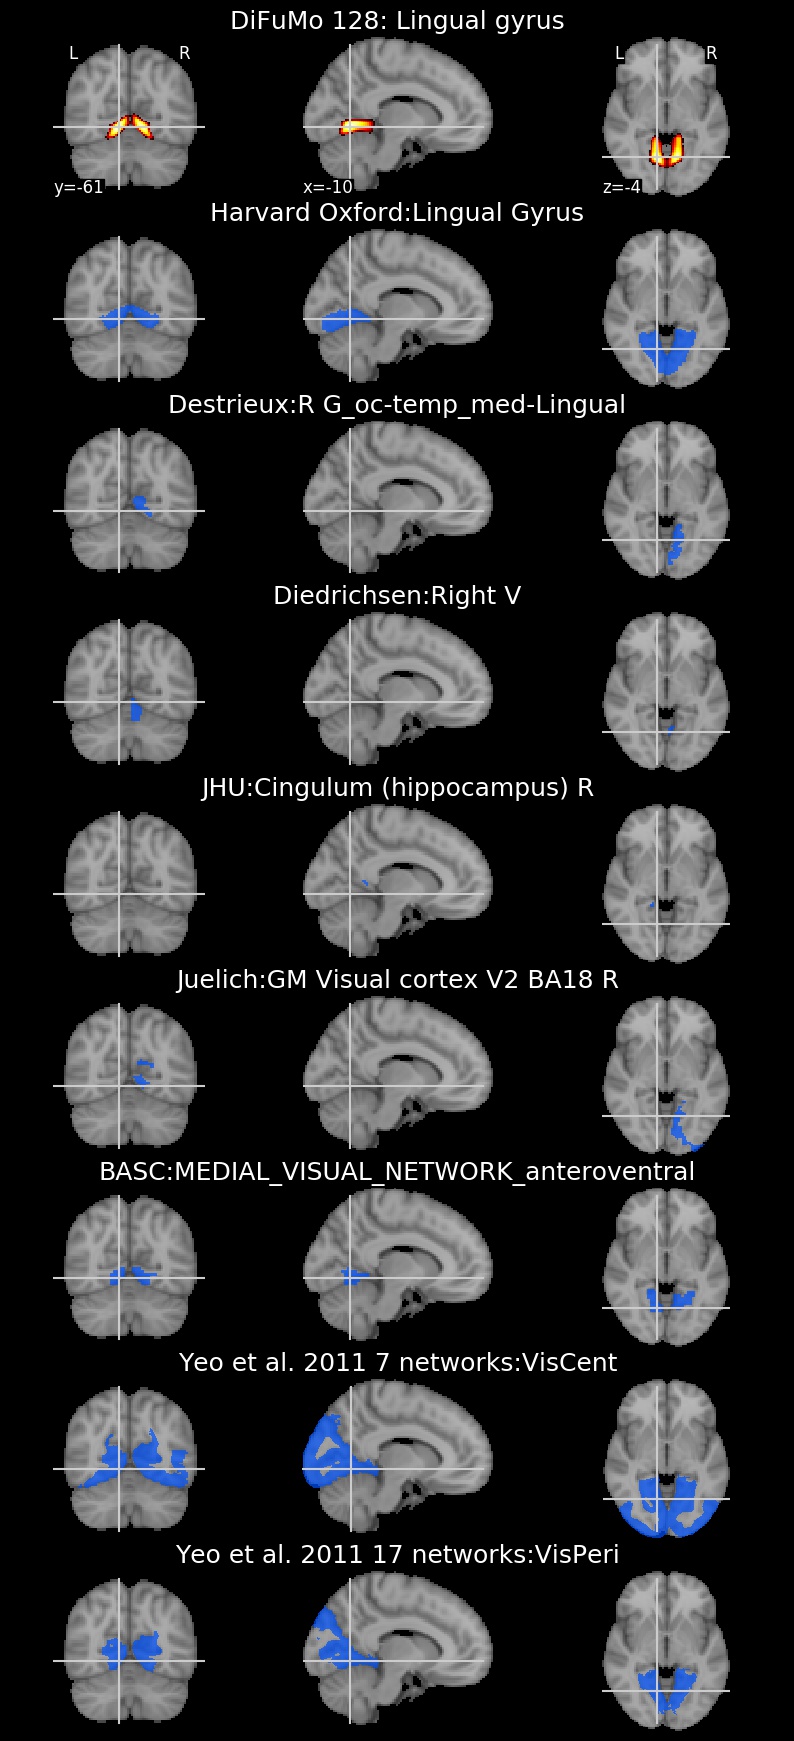 DiFuMo 128: Lingual gyrus
L R L R
y=-61 x=-10 z=-4
Harvard Oxford:Lingual Gyrus
Destrieux:R G_oc-temp_med-Lingual
Diedrichsen:Right V
JHU:Cingulum (hippocampus) R
Juelich:GM Visual cortex V2 BA18 R
BASC:MEDIAL_VISUAL_NETWORK_anteroventral
Yeo et al. 2011 7 networks:VisCent
Yeo et al. 2011 17 networks:VisPeri